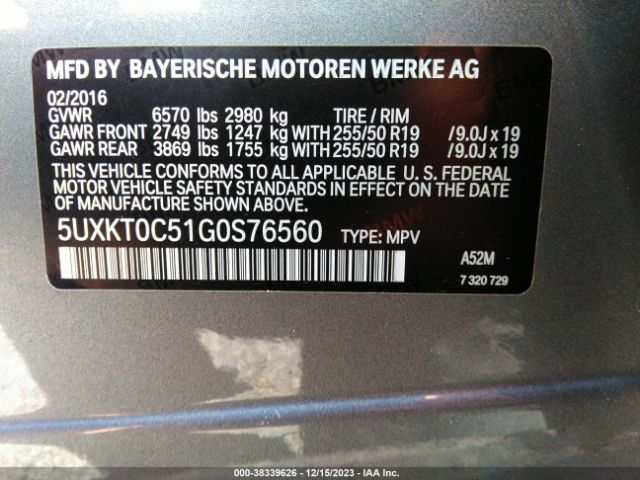 MFD BY BAYERISCHE MOTOREN WERKE AG
02/2016
GVWR 6570 lbs 2980 kg TIRE / RIM
GAWR FRONT 2749 lbs 1247 kg WITH 255/50 R19 /9.0J x 19
GAWR REAR 3869 lbs 1755 kg WITH 255/50 R19 /9.0J x 19
THIS VEHICLE CONFORMS TO ALL APPLICABLE U. S. FEDERAL
MOTOR VEHICLE SAFETY STANDARDS IN EFFECT ON THE DATE
OF MANUFACTURE SHOWN ABOVE.
5UXKT0C51G0S76560 TYPE: MPV
A52M
7 320 729
000-38339626 - 12/15/2023 - IAA Inc.